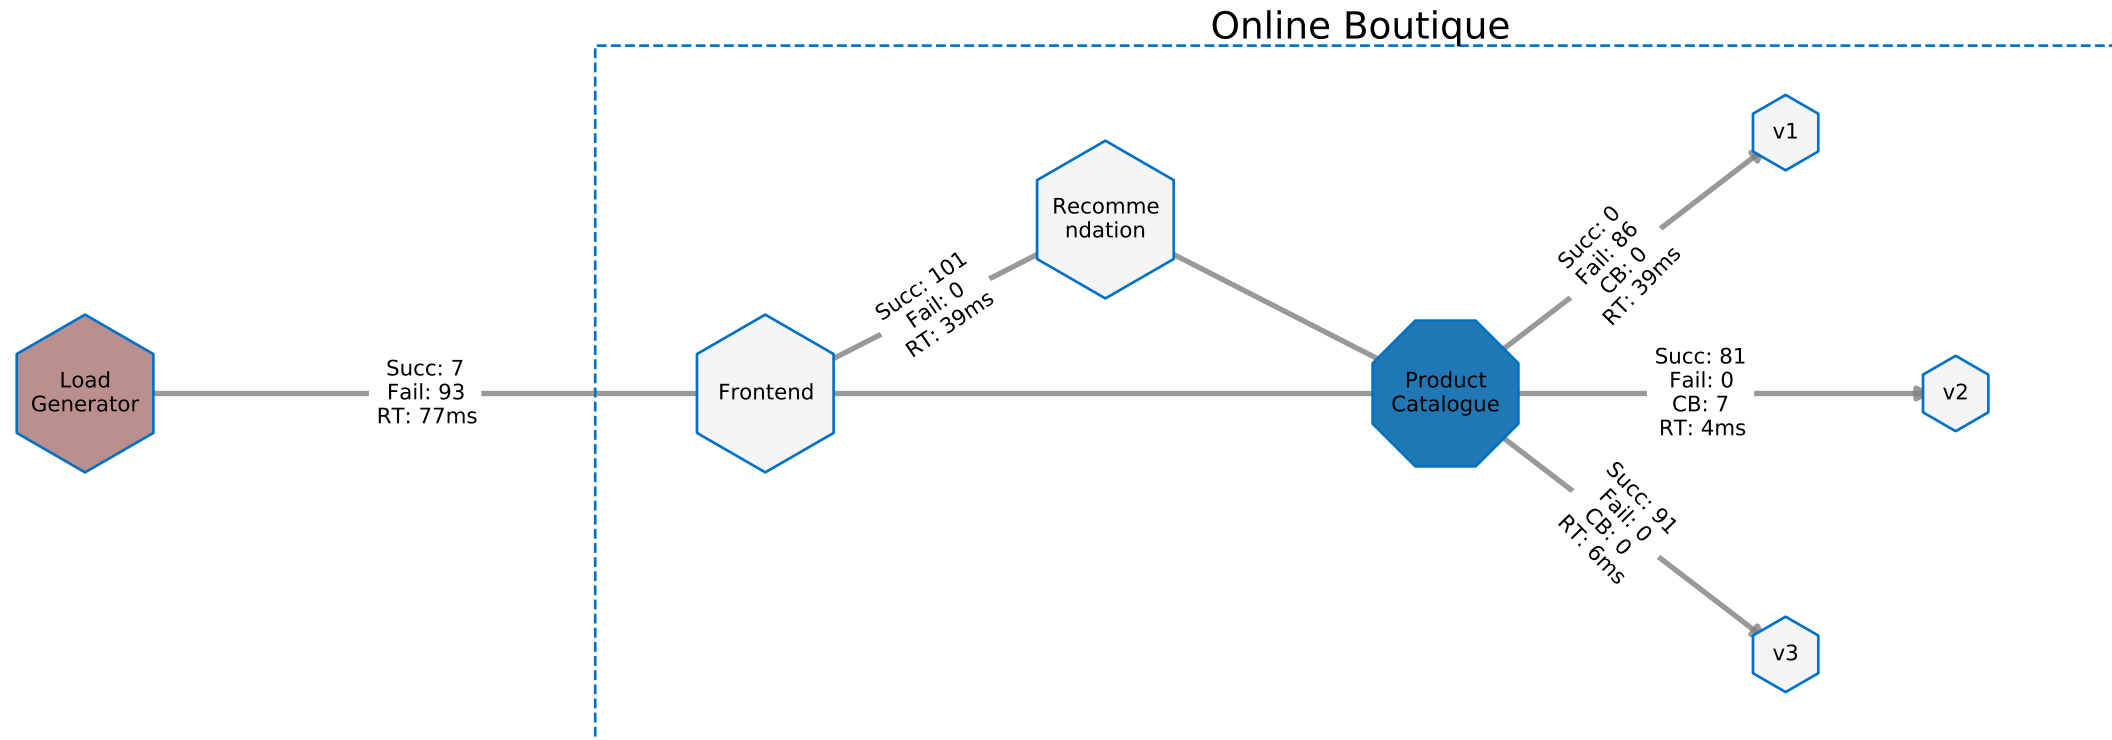 Online Boutique
Load
Generator
Succ: 7
Fail: 93
RT: 77ms
Frontend
Succ: 101
Fail: 0
RT: 39ms
Recomme
ndation
Product
Catalogue
Succ: 0
Fail: 86
CB: 0
RT: 39ms
v1
Succ: 81
Fail: 0
CB: 7
RT: 4ms
v2
Succ: 91
Fail: 0
CB: 0
RT: 6ms
v3